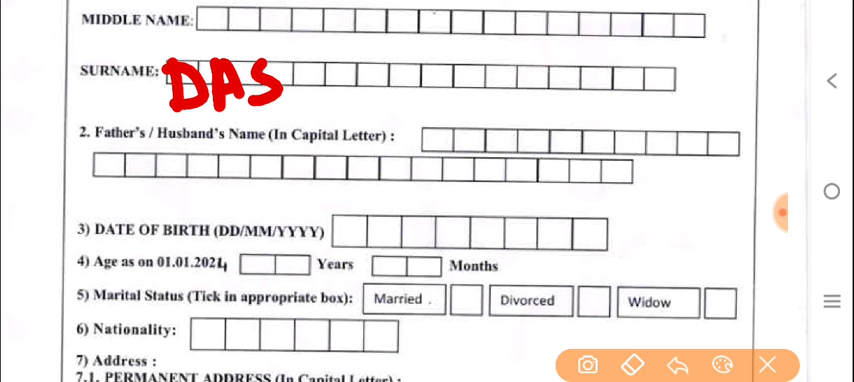 MIDDLE NAME:
SURNAME: DAS
2. Father's / Husband's Name (In Capital Letter) :
3) DATE OF BIRTH (DD/MM/YYYY)
4) Age as on 01.01.2024 Years Months
5) Marital Status (Tick in appropriate box): Married . Divorced Widow
6) Nationality:
7) Address :
7.1. PERMANENT ADDRESS (In Capital Letter) :